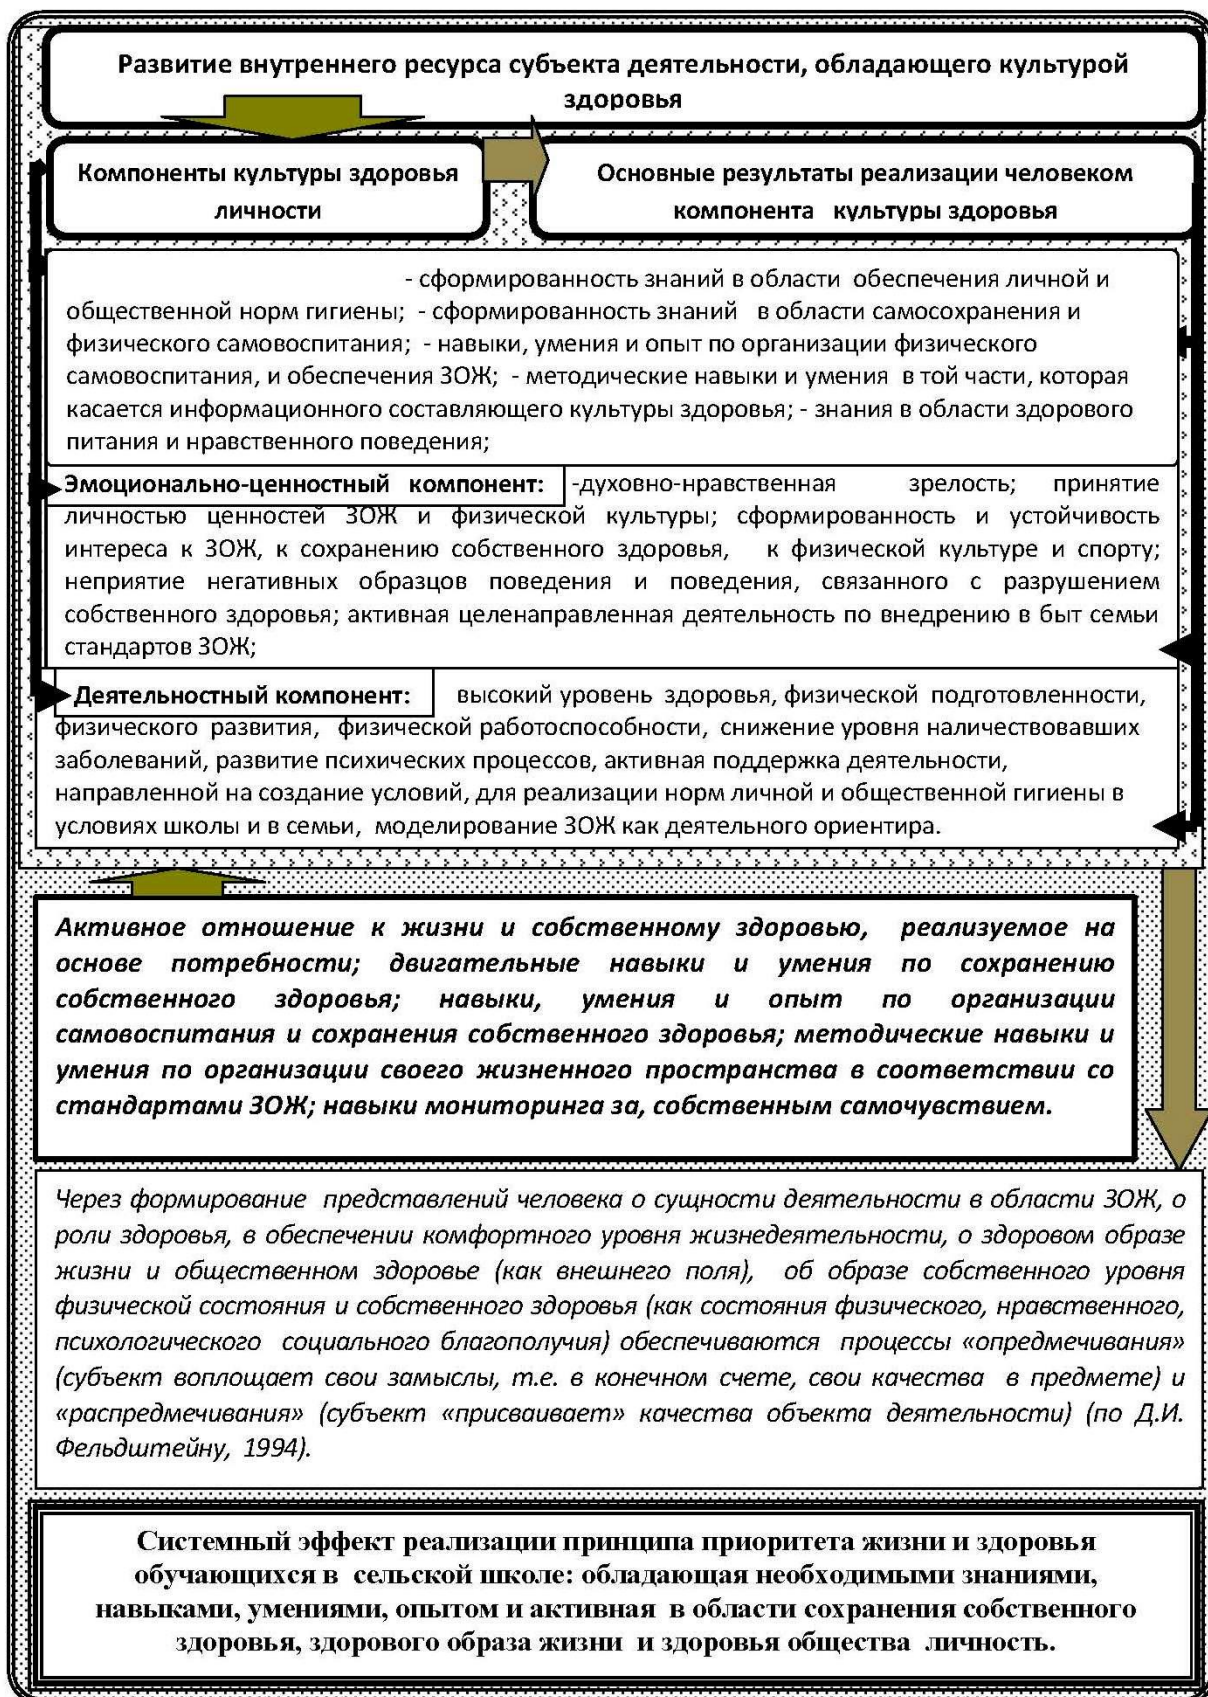 Развитие внутреннего ресурса субъекта деятельности, обладающего культурой
здоровья
Компоненты культуры здоровья
личности
Основные результаты реализации человеком
компонента культуры здоровья
- сформированность знаний в области обеспечения личной и
общественной норм гигиены; - сформированность знаний в области самосохранения и
физического самовоспитания; - навыки, умения и опыт по организации физического
самовоспитания, и обеспечения ЗОЖ; - методические навыки и умения в той части, которая
касается информационного составляющего культуры здоровья; - знания в области здорового
питания и нравственного поведения;
Эмоционально-ценностный компонент: -духовно-нравственная зрелость; принятие
личностью ценностей ЗОЖ и физической культуры; сформированность и устойчивость
интереса к ЗОЖ, к сохранению собственного здоровья, к физической культуре и спорту;
неприятие негативных образцов поведения и поведения, связанного с разрушением
собственного здоровья; активная целенаправленная деятельность по внедрению в быт семьи
стандартов ЗОЖ;
Деятельностный компонент: высокий уровень здоровья, физической подготовленности,
физического развития, физической работоспособности, снижение уровня наличествовавших
заболеваний, развитие психических процессов, активная поддержка деятельности,
направленной на создание условий, для реализации норм личной и общественной гигиены в
условиях школы и в семьи, моделирование ЗОЖ как деятельного ориентира.
Активное отношение к жизни и собственному здоровью, реализуемое на
основе потребности; двигательные навыки и умения по сохранению
собственного здоровья; навыки, умения и опыт по организации
самовоспитания и сохранения собственного здоровья; методические навыки и
умения по организации своего жизненного пространства в соответствии со
стандартами ЗОЖ; навыки мониторинга за, собственным самочувствием.
Через формирование представлений человека о сущности деятельности в области ЗОЖ, о
роли здоровья, в обеспечении комфортного уровня жизнедеятельности, о здоровом образе
жизни и общественном здоровье (как внешнего поля), об образе собственного уровня
физической состояния и собственного здоровья (как состояния физического, нравственного,
психологического социального благополучия) обеспечиваются процессы «опредмечивания»
(субъект воплощает свои замыслы, т.е. в конечном счете, свои качества в предмете) и
«распредмечивания» (субъект «присваивает» качества объекта деятельности) (по Д.И.
Фельдштейну, 1994).
Системный эффект реализации принципа приоритета жизни и здоровья
обучающихся в сельской школе: обладающая необходимыми знаниями,
навыками, умениями, опытом и активная в области сохранения собственного
здоровья, здорового образа жизни и здоровья общества личность.